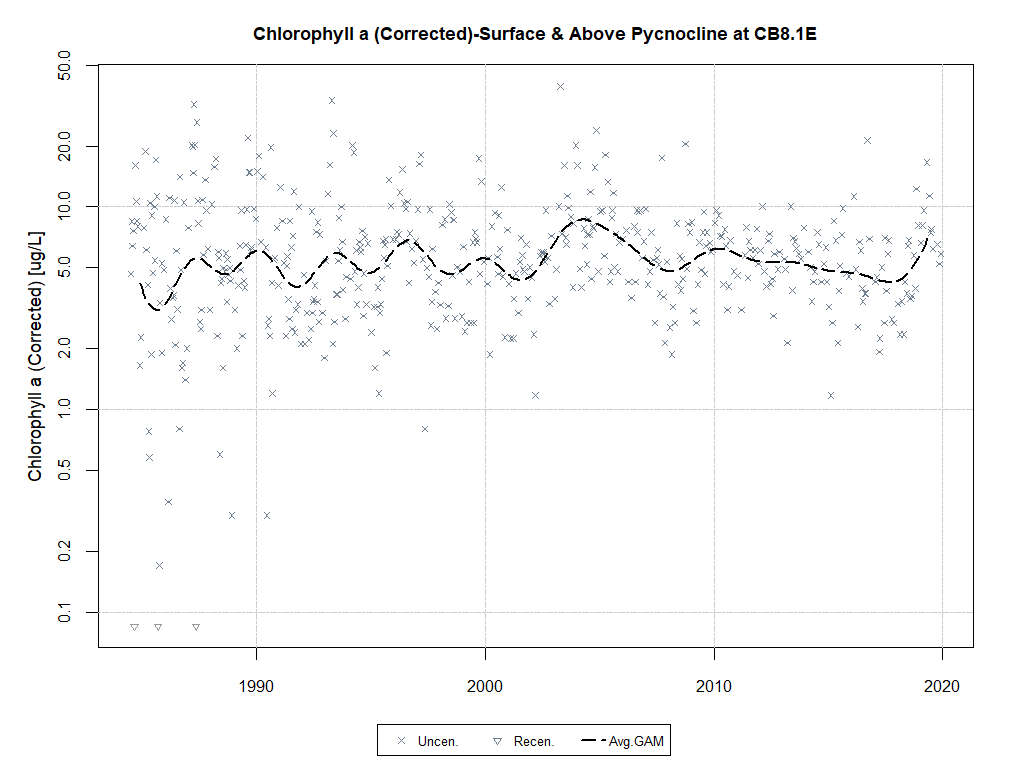 Chlorophyll a (Corrected)-Surface & Above Pycnocline at CB8.1E
Chlorophyll a (Corrected) [ug/L]
50.0
20.0
10.0
5.0
2.0
1.0
0.5
0.2
0.1
1990 2000 2010 2020
Uncen. Recen. Avg.GAM